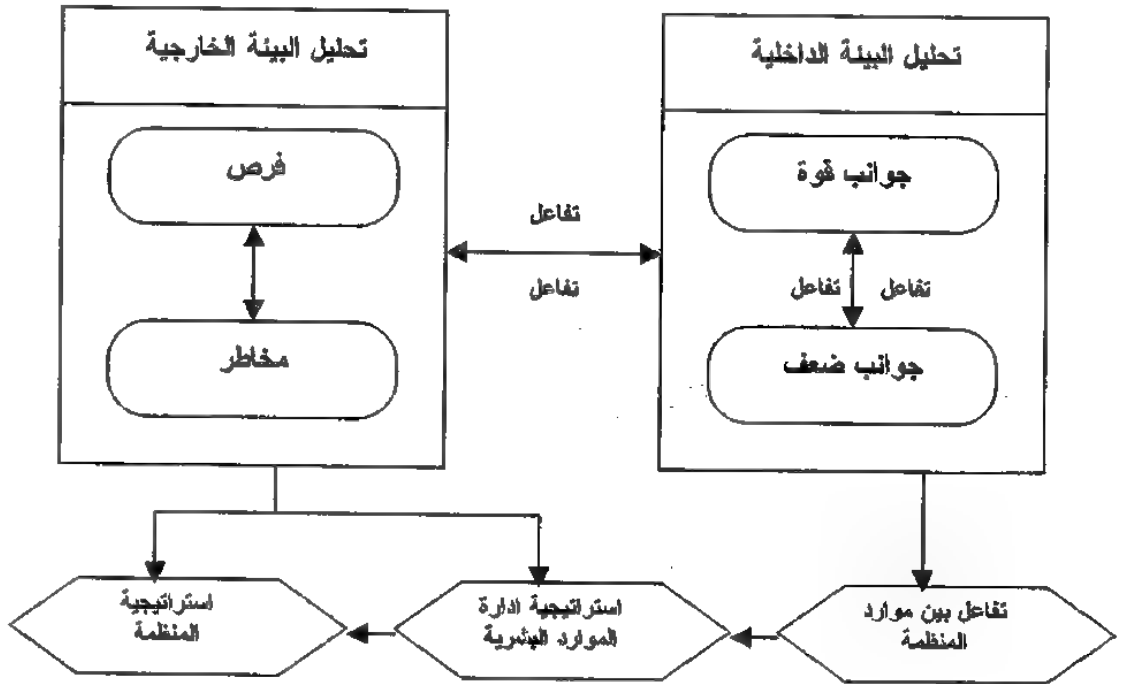 تحليل البيئة الداخلية
تحليل البيئة الخارجية
جوانب قوة
فرص
تفاعل
تفاعل
تفاعل
تفاعل
جوانب ضعف
مخاطر
تفاعل بين موارد
المنظمة
استراتيجية ادارة
الموارد البشرية
استراتيجية
المنظمة